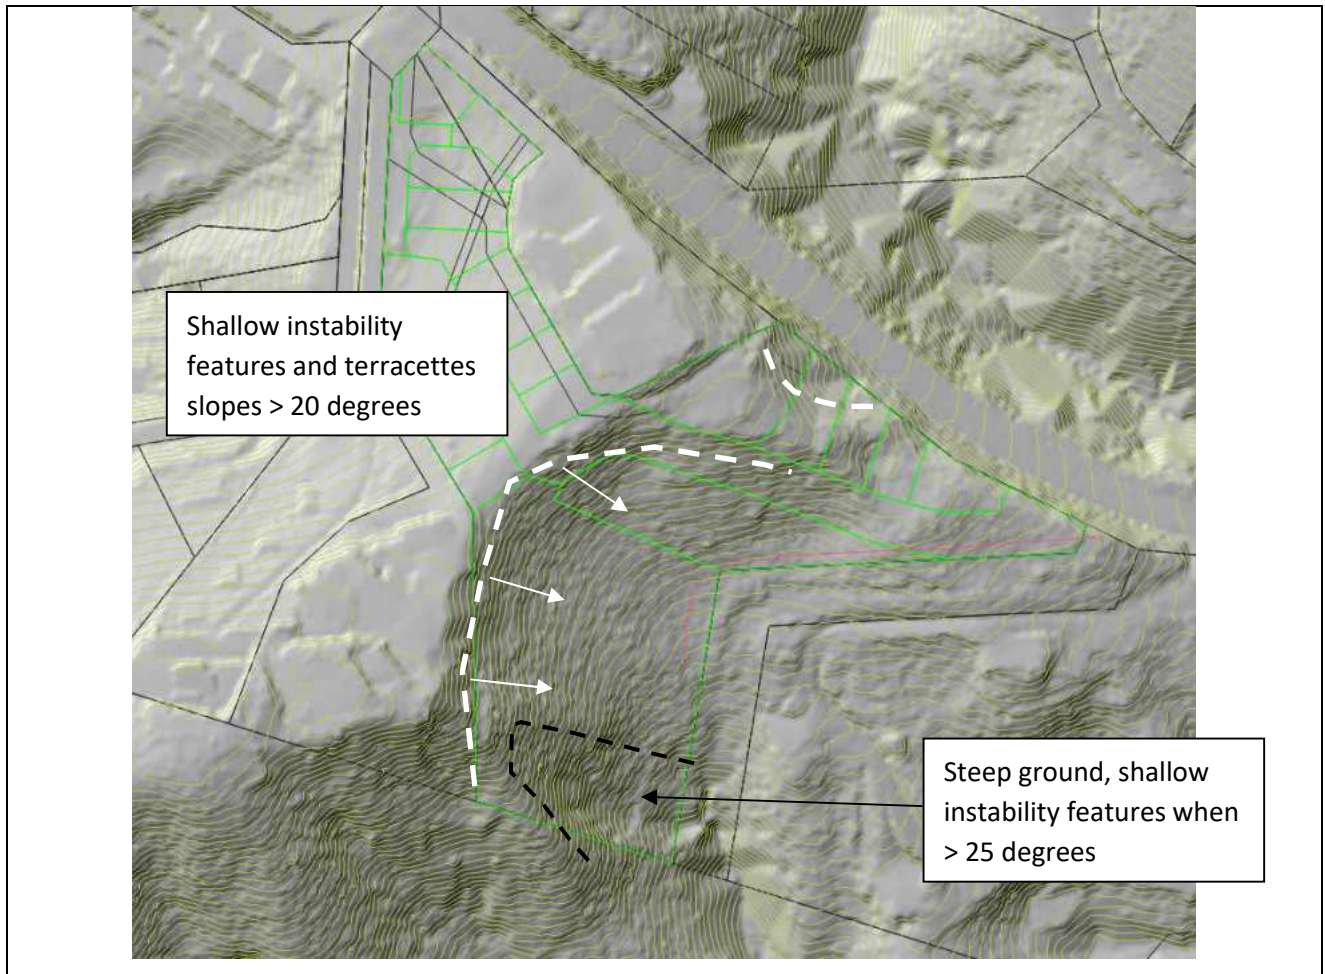 Shallow instability
features and terracettes
slopes > 20 degrees
Steep ground, shallow
instability features when
> 25 degrees